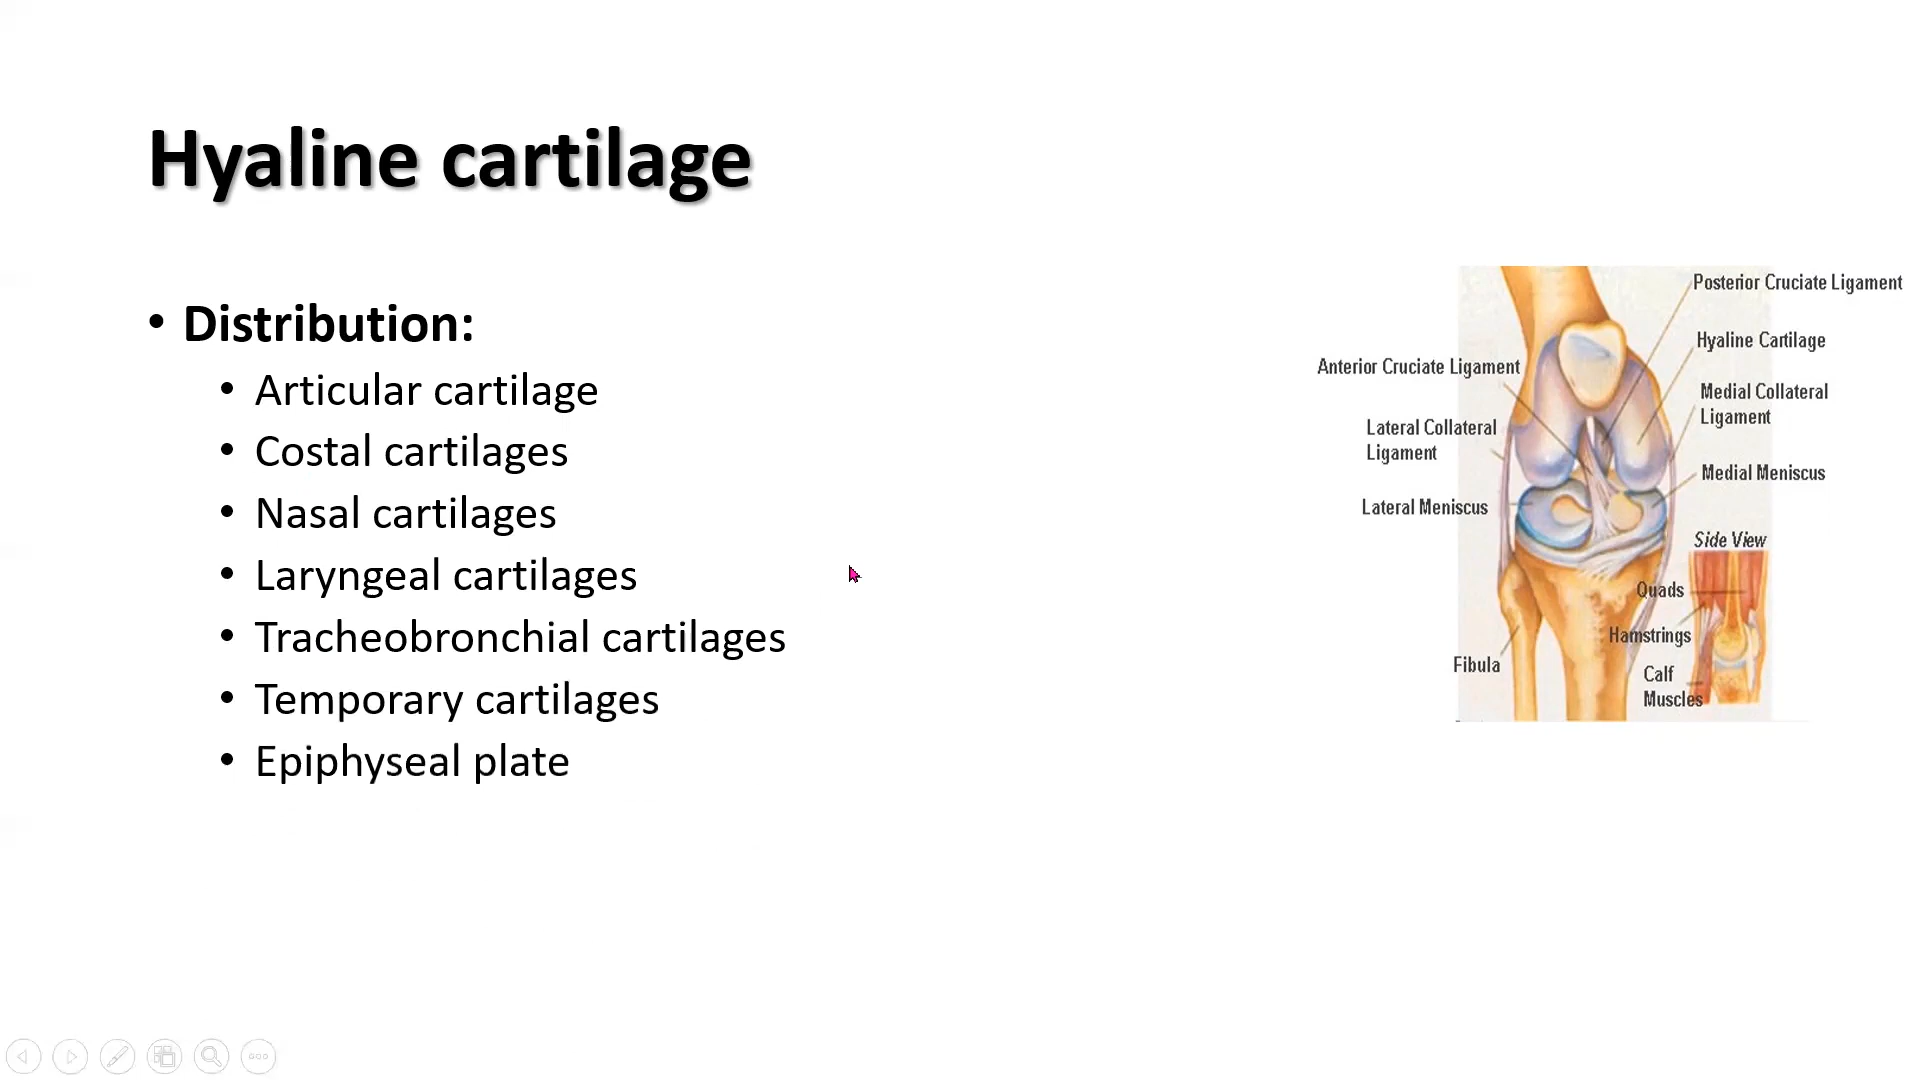 Hyaline cartilage
• Distribution:
• Articular cartilage
• Costal cartilages
• Nasal cartilages
• Laryngeal cartilages
• Tracheobronchial cartilages
• Temporary cartilages
• Epiphyseal plate
Posterior Cruciate Ligament
Hyaline Cartilage
Anterior Cruciate Ligament
Medial Collateral
Ligament
Lateral Collateral
Ligament
Medial Meniscus
Lateral Meniscus
Side View
Quads
Hamstrings
Fibula
Calf
Muscles